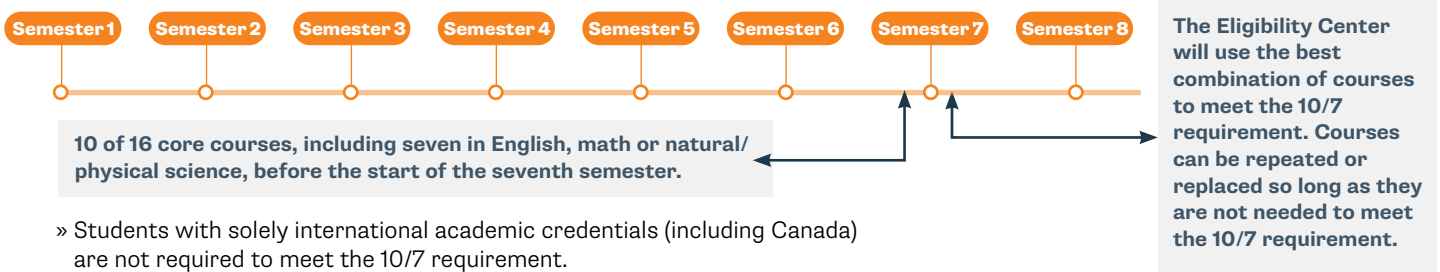 Semester 1
Semester 2
Semester 3
Semester 4
Semester 5
Semester 6
Semester 7
Semester 8
10 of 16 core courses, including seven in English, math or natural/
physical science, before the start of the seventh semester.
» Students with solely international academic credentials (including Canada)
are not required to meet the 10/7 requirement.
The Eligibility Center
will use the best
combination of courses
to meet the 10/7
requirement. Courses
can be repeated or
replaced so long as they
are not needed to meet
the 10/7 requirement.